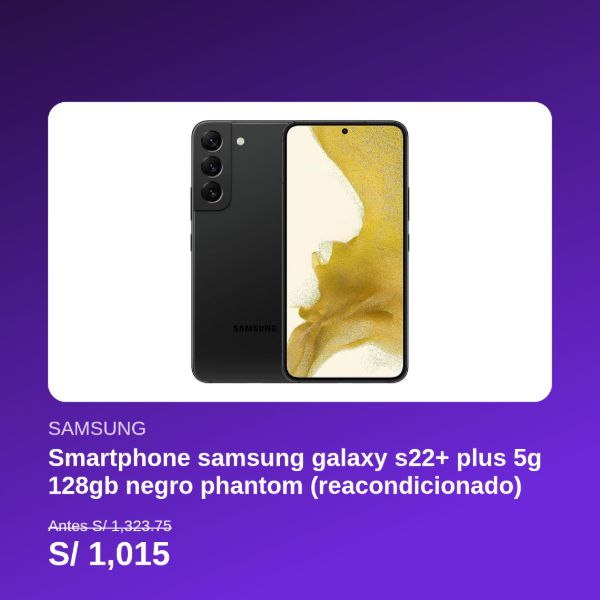 SAMSUNG
SAMSUNG
Smartphone samsung galaxy s22+ plus 5g
128gb negro phantom (reacondicionado)
Antes S/ 1,323.75
S/ 1,015